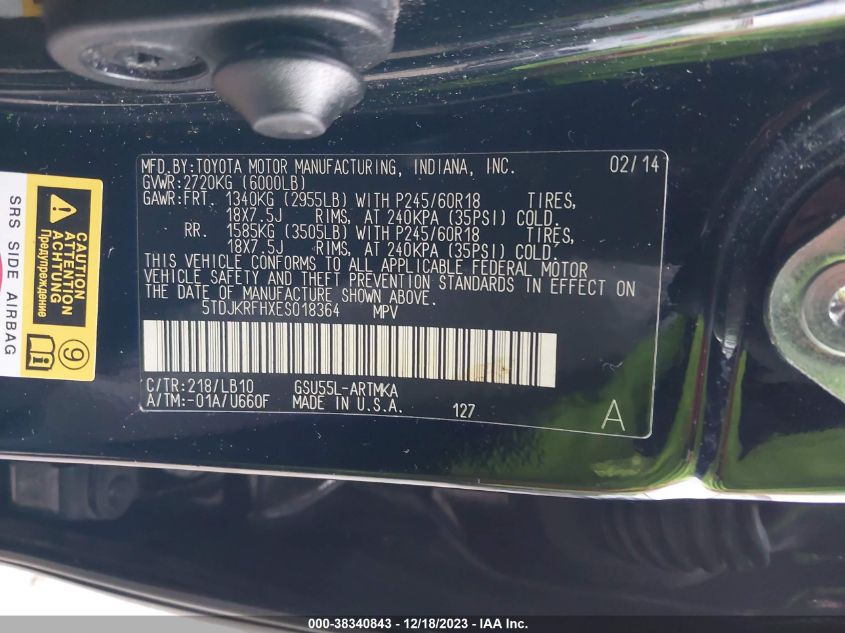 MFD.BY:TOYOTA MOTOR MANUFACTURING, INDIANA, INC. 02/14
GVWR:2720KG (6000LB)
GAWR:FRT. 1340KG (2955LB) WITH P245/60R18 TIRES,
18X7.5J RIMS, AT 240KPA (35PSI) COLD.
RR. 1585KG (3505LB) WITH P245/60R18 TIRES,
18X7.5J RIMS, AT 240KPA (35PSI) COLD.
THIS VEHICLE CONFORMS TO ALL APPLICABLE FEDERAL MOTOR
VEHICLE SAFETY AND THEFT PREVENTION STANDARDS IN EFFECT ON
THE DATE OF MANUFACTURE SHOWN ABOVE.
5TDJKRFHXES018364 MPV
C/TR:218/LB10 GSU55L-ARTMKA
A/TM:-01A/U660F MADE IN U.S.A. 127 A
SRS SIDE AIRBAG
CAUTION
ATTENTION
ACHTUNG
Предупреждение
9
000-38340843 - 12/18/2023 - IAA Inc.